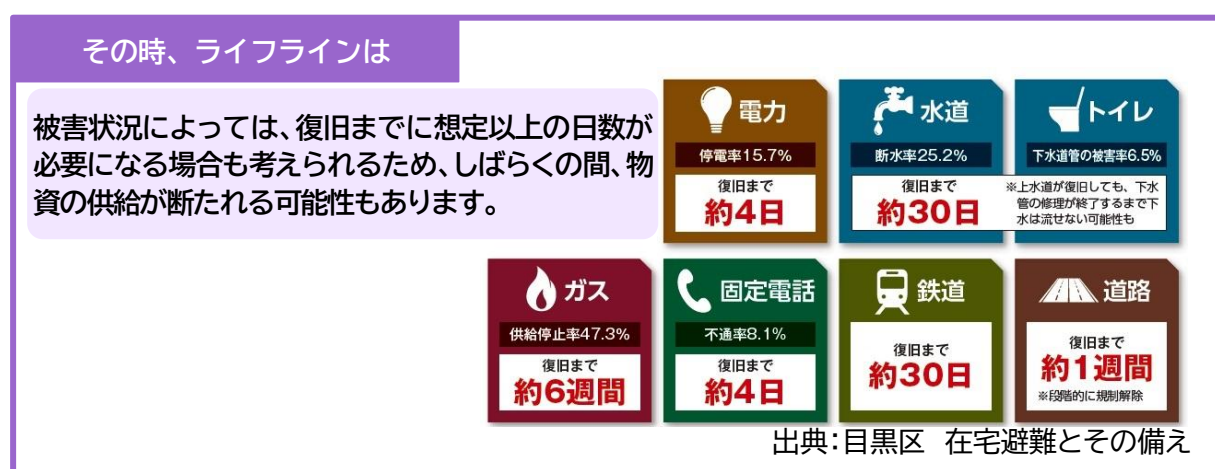 その時、ライフラインは
被害状況によっては、復旧までに想定以上の日数が
必要になる場合も考えられるため、しばらくの間、物
資の供給が断たれる可能性もあります。
電力
停電率15.7%
復旧まで
約4日
水道
断水率25.2%
復旧まで
約30日
トイレ
下水道管の被害率6.5%
※上水道が復旧しても、下水
管の修理が終了するまで下
水は流せない可能性も
ガス
供給停止率47.3%
復旧まで
約6週間
固定電話
不通率8.1%
復旧まで
約4日
鉄道
復旧まで
約30日
道路
復旧まで
約1週間
※段階的に規制解除
出典:目黒区 在宅避難とその備え